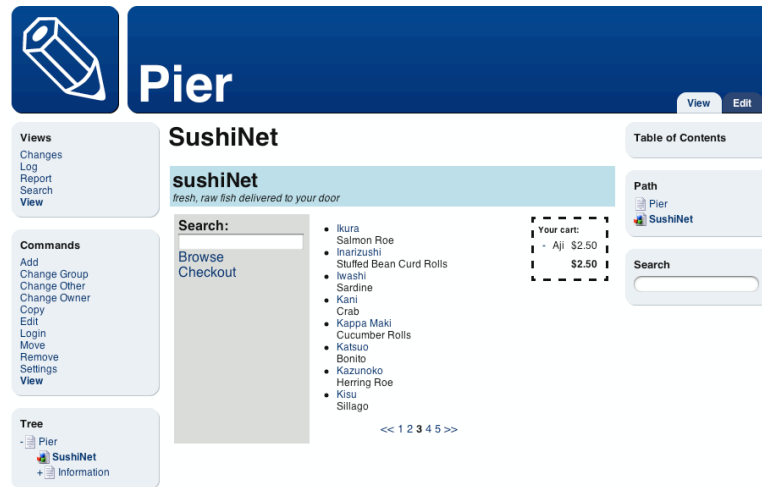 Pier
View Edit
Views
Changes
Log
Report
Search
View
Commands
Add
Change Group
Change Other
Change Owner
Copy
Edit
Login
Move
Remove
Settings
View
Tree
- Pier
SushiNet
+ Information
SushiNet
sushiNet
fresh, raw fish delivered to your door
Search:
Browse
Checkout
• Ikura
Salmon Roe
• Inarizushi
Stuffed Bean Curd Rolls
• Iwashi
Sardine
• Kani
Crab
• Kappa Maki
Cucumber Rolls
• Katsuo
Bonito
• Kazunoko
Herring Roe
• Kisu
Sillago
<< 1 2 3 4 5 >>
Your cart:
- Aji $2.50
$2.50
Table of Contents
Path
Pier
SushiNet
Search